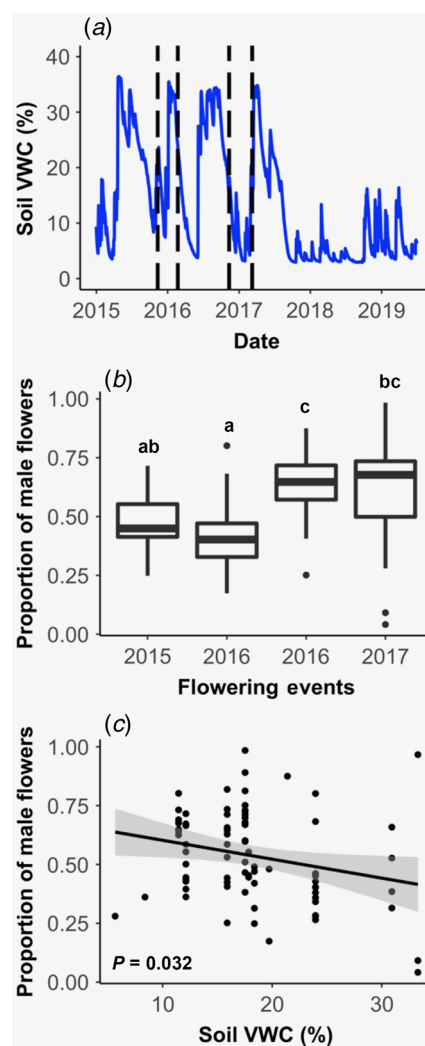 (a)
Soil VWC (%)
40
30
20
10
0
2015 2016 2017 2018 2019
Date
(b)
Proportion of male flowers
1.00
0.75
0.50
0.25
0.00
ab
a
c
bc
2015 2016 2016 2017
Flowering events
(c)
Proportion of male flowers
1.00
0.75
0.50
0.25
0.00
P = 0.032
10 20 30
Soil VWC (%)